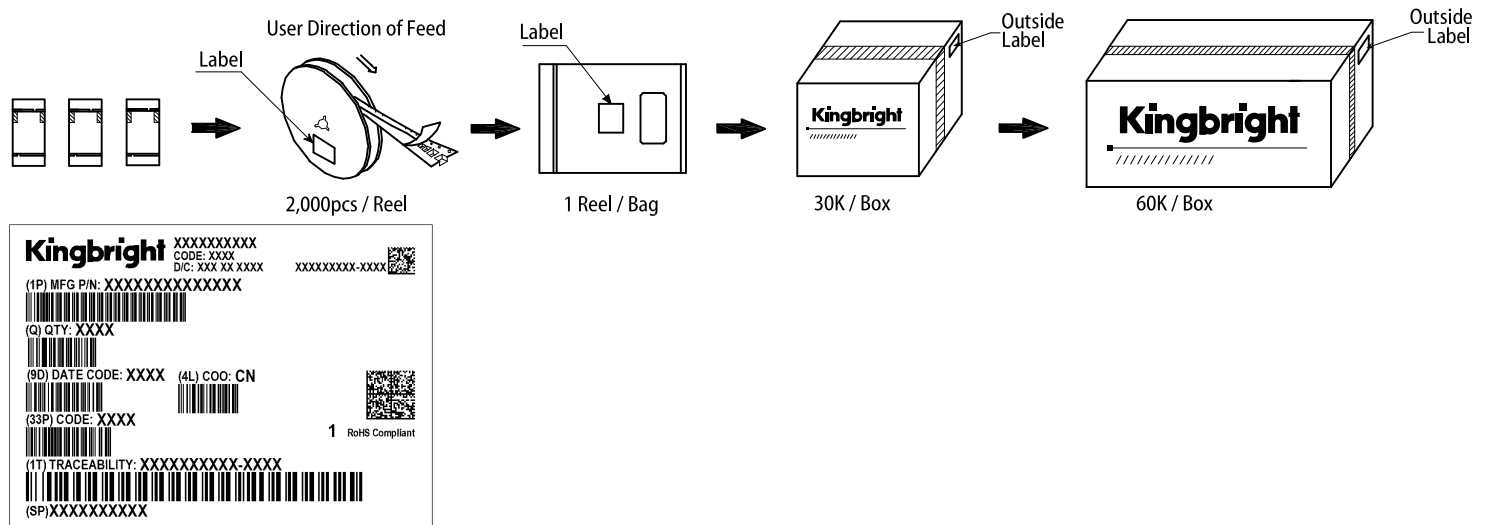 User Direction of Feed
Label
Label
Outside
Label
Outside
Label
Kingbright
Kingbright
2,000pcs / Reel
1 Reel / Bag
30K / Box
60K / Box
Kingbright
XXXXXXXXXX
CODE: XXXX
D/C: XXX XX XXXX
XXXXXXXXX-XXXX
(1P) MFG P/N: XXXXXXXXXXXXXX
(Q) QTY: XXXX
(9D) DATE CODE: XXXX (4L) COO: CN
(33P) CODE: XXXX
1 RoHS Compliant
(1T) TRACEABILITY: XXXXXXXXXX-XXXX
(SP)XXXXXXXXXX